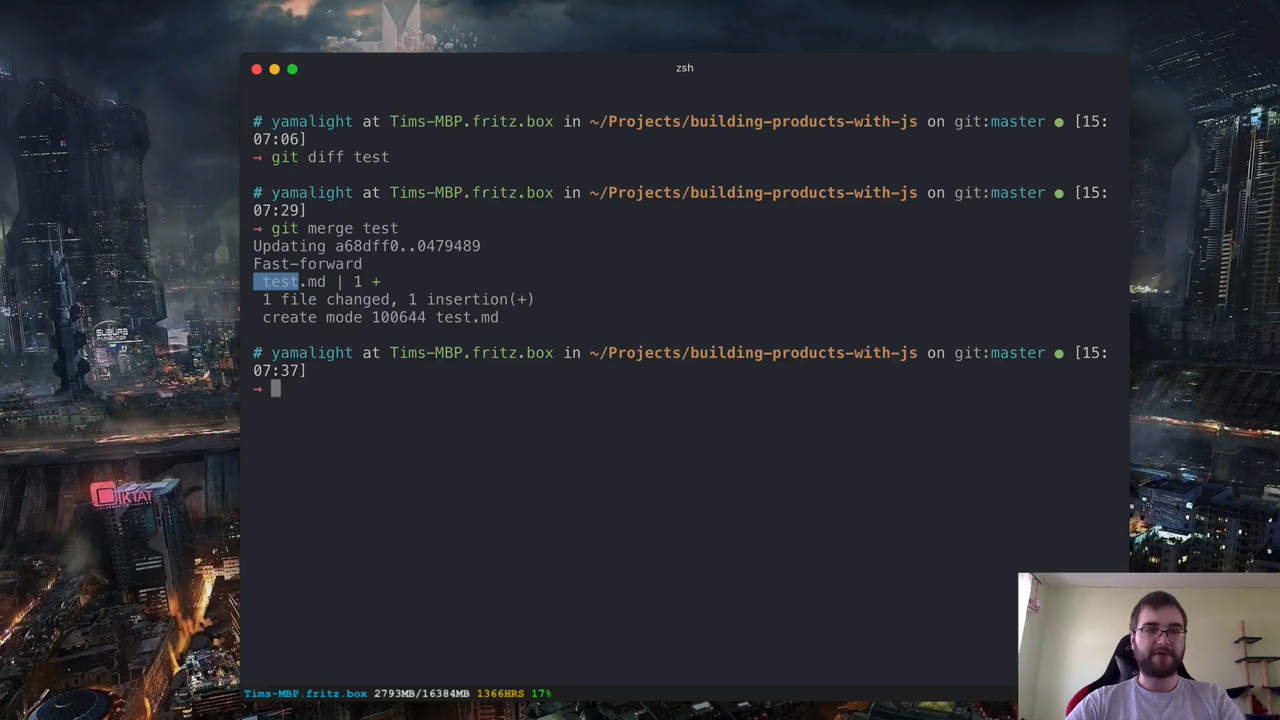 zsh
# yamalight at Tims-MBP.fritz.box in ~/Projects/building-products-with-js on git:master ● [15:
07:06]
→ git diff test
# yamalight at Tims-MBP.fritz.box in ~/Projects/building-products-with-js on git:master ● [15:
07:29]
→ git merge test
Updating a68dff0..0479489
Fast-forward
test.md | 1 +
1 file changed, 1 insertion(+)
create mode 100644 test.md
# yamalight at Tims-MBP.fritz.box in ~/Projects/building-products-with-js on git:master ● [15:
07:37]
→
SUBURB
Tims-MBP.fritz.box 2793MB/16384MB 1366HRS 17%